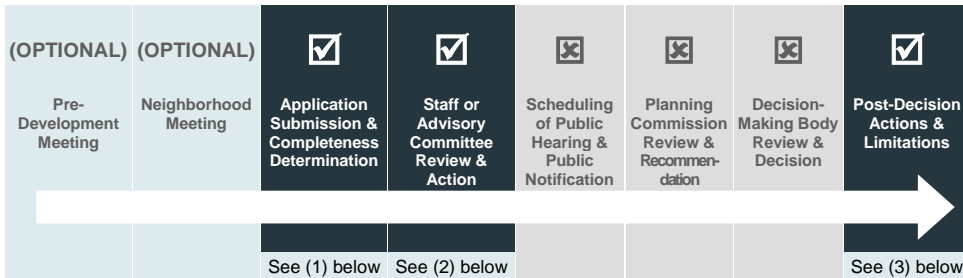 (OPTIONAL)
Pre-
Development
Meeting
(OPTIONAL)
Neighborhood
Meeting
Application
Submission &
Completeness
Determination
See (1) below
Staff or
Advisory
Committee
Review &
Action
See (2) below
Scheduling
of Public
Hearing &
Public
Notification
Planning
Commission
Review &
Recommen-
dation
Decision-
Making Body
Review &
Decision
Post-Decision
Actions &
Limitations
See (3) below